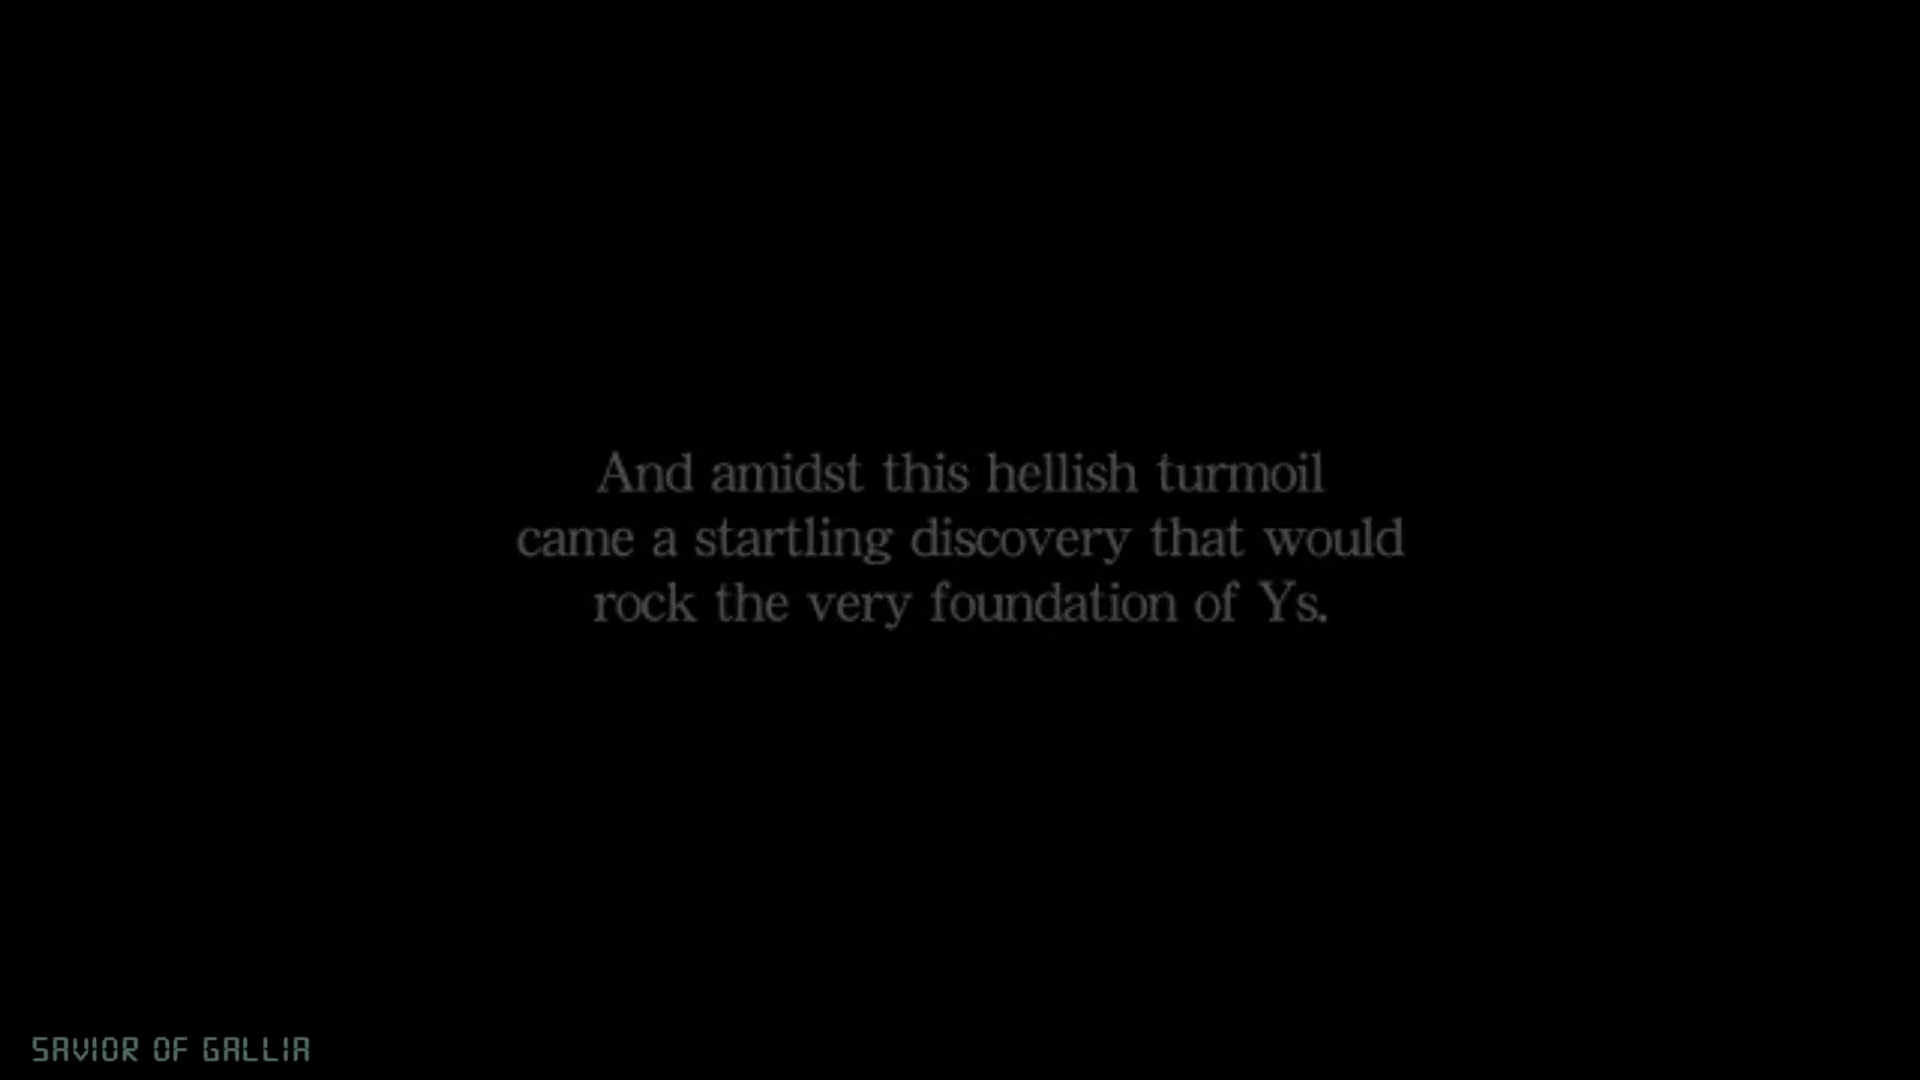 And amidst this hellish turmoil
came a startling discovery that would
rock the very foundation of Ys.
SAVIOR OF GALLIA